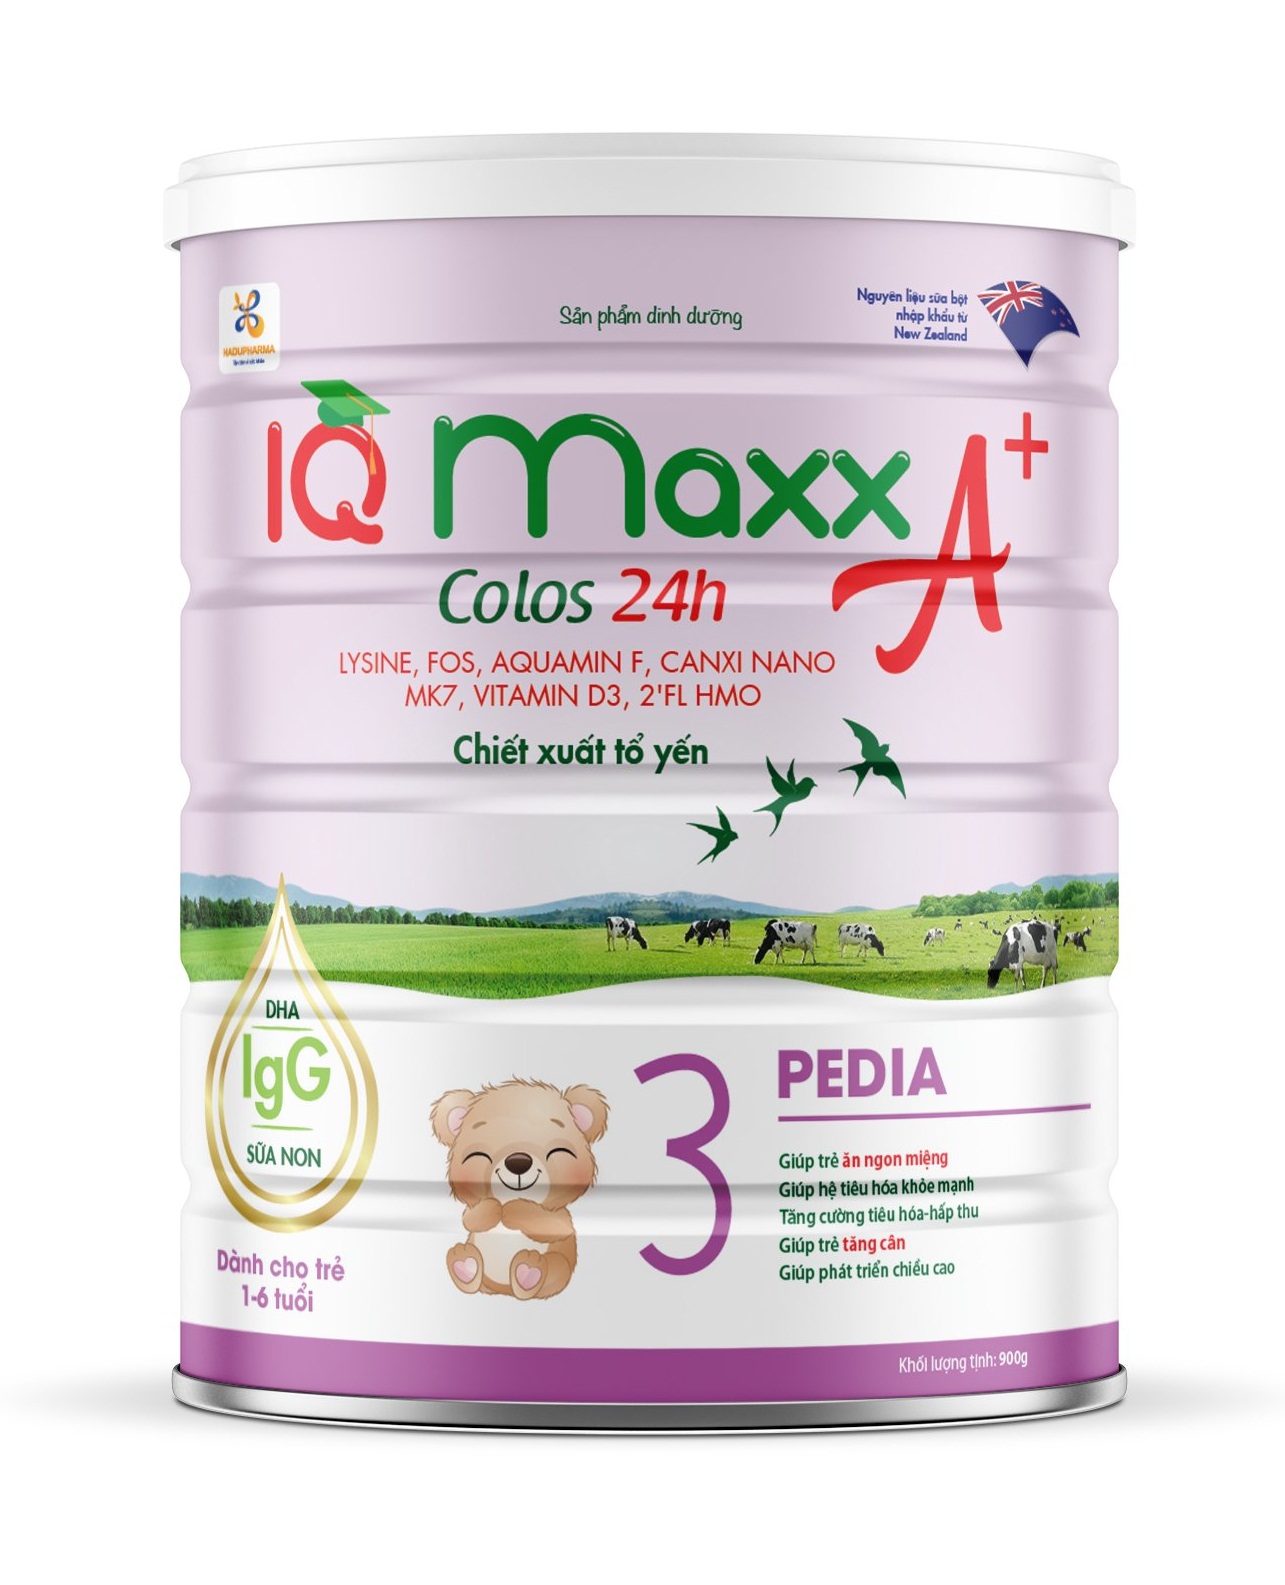 Sản phẩm dinh dưỡng
Nguyên liệu sữa bột
nhập khẩu từ
New Zealand
HADUPHARMA
IQ Maxx A+
Colos 24h
LYSINE, FOS, AQUAMIN F, CANXI NANO
MK7, VITAMIN D3, 2'FL HMO
Chiết xuất tổ yến
DHA
IgG
SỮA NON
Dành cho trẻ
1-6 tuổi
3
PEDIA
Giúp trẻ ăn ngon miệng
Giúp hệ tiêu hóa khỏe mạnh
Tăng cường tiêu hóa-hấp thu
Giúp trẻ tăng cân
Giúp phát triển chiều cao
Khối lượng tịnh: 900g